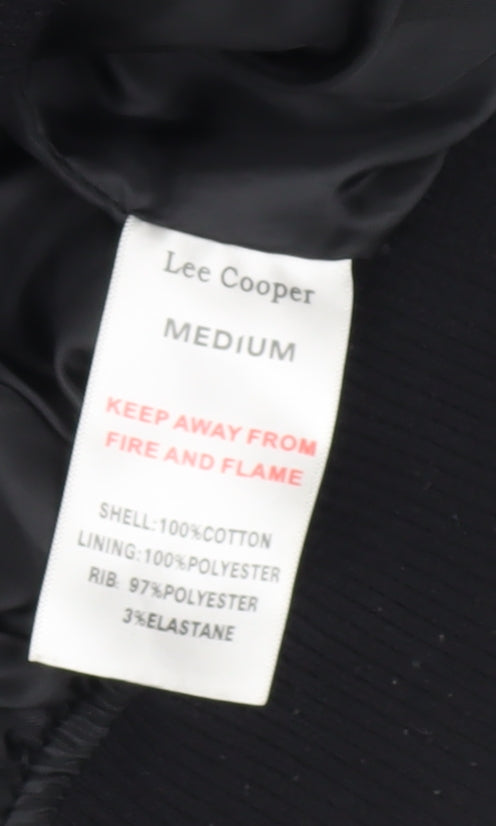 Lee Cooper
MEDIUM
KEEP AWAY FROM
FIRE AND FLAME
SHELL:100%COTTON
LINING:100%POLYESTER
RIB: 97%POLYESTER
3%ELASTANE